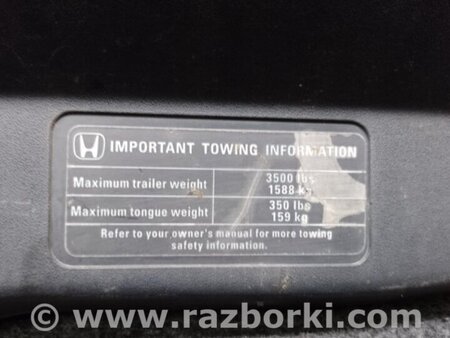 IMPORTANT TOWING INFORMATION
Maximum trailer weight
3500 lbs
1588 kg
Maximum tongue weight
350 lbs
159 kg
Refer to your owner's manual for more towing
safety information.
© www.razborki.com